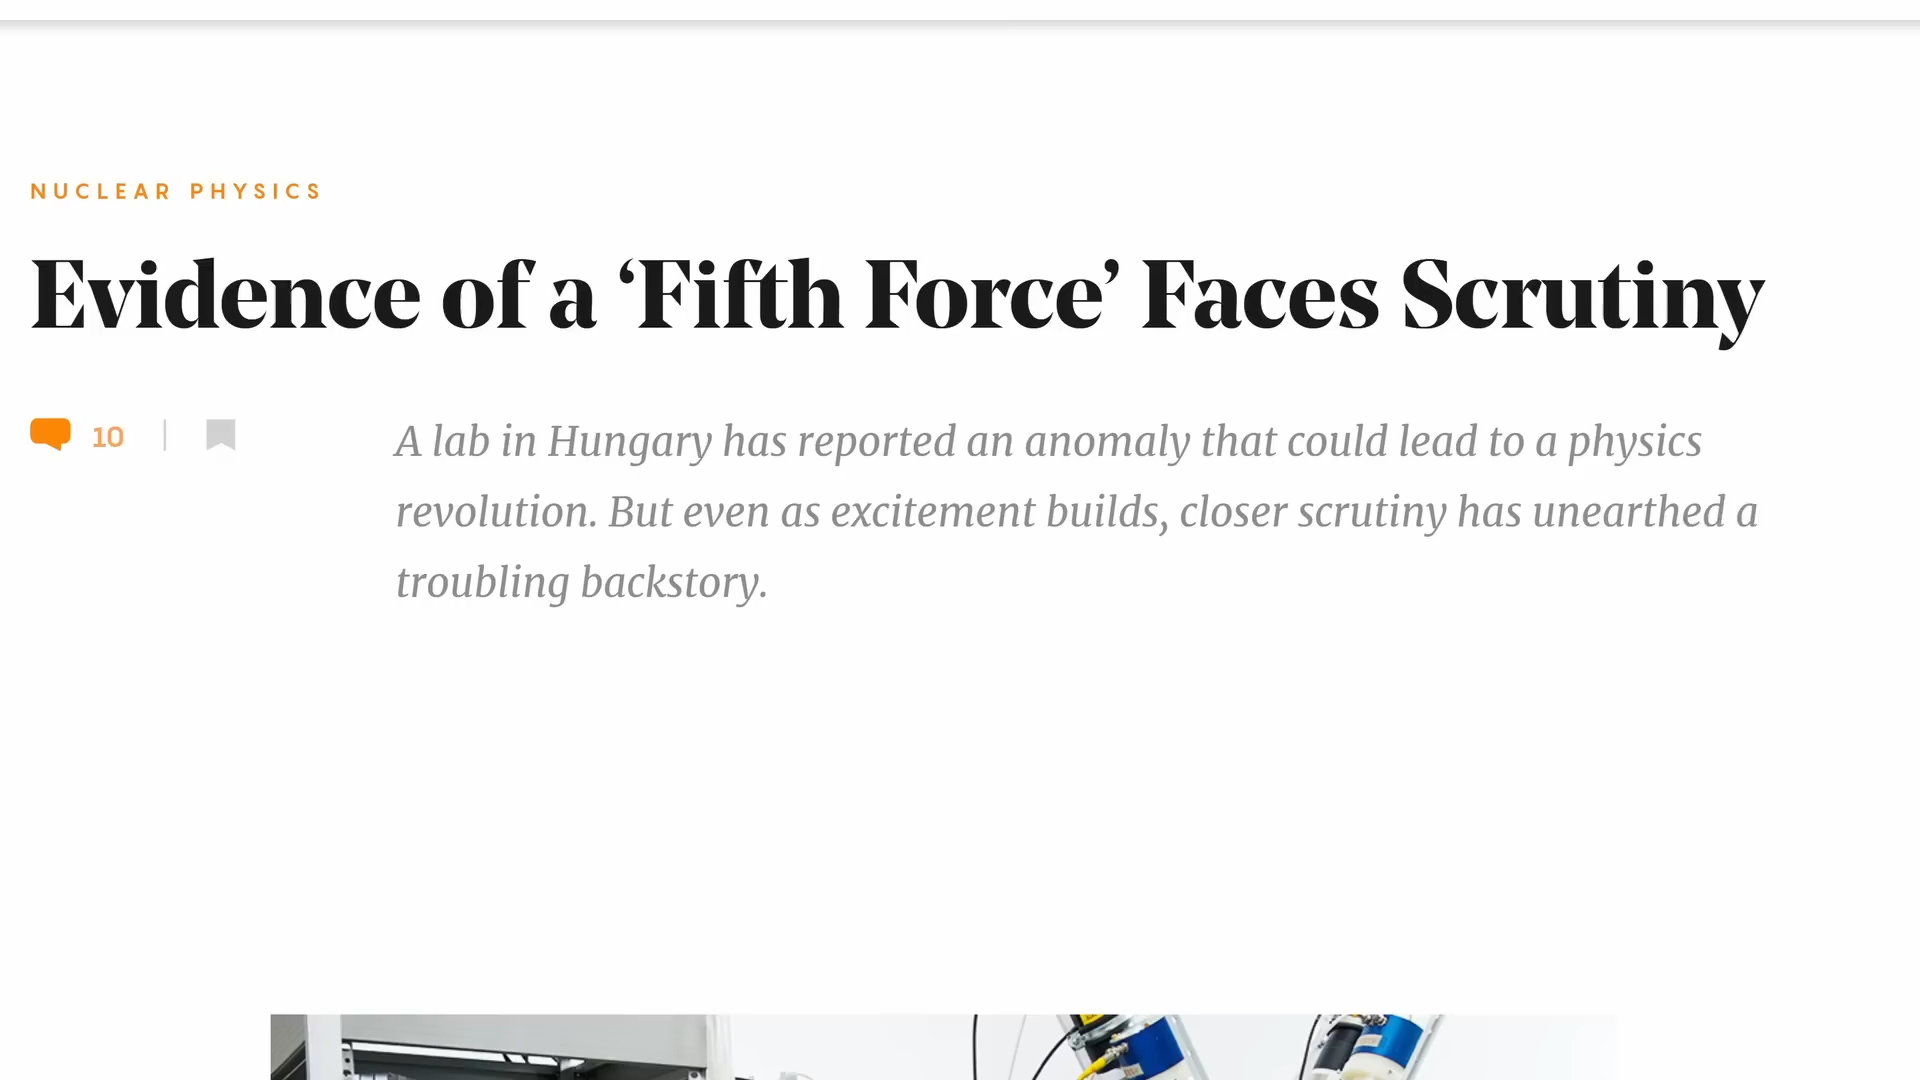 NUCLEAR PHYSICS
Evidence of a ‘Fifth Force’ Faces Scrutiny
10
A lab in Hungary has reported an anomaly that could lead to a physics
revolution. But even as excitement builds, closer scrutiny has unearthed a
troubling backstory.